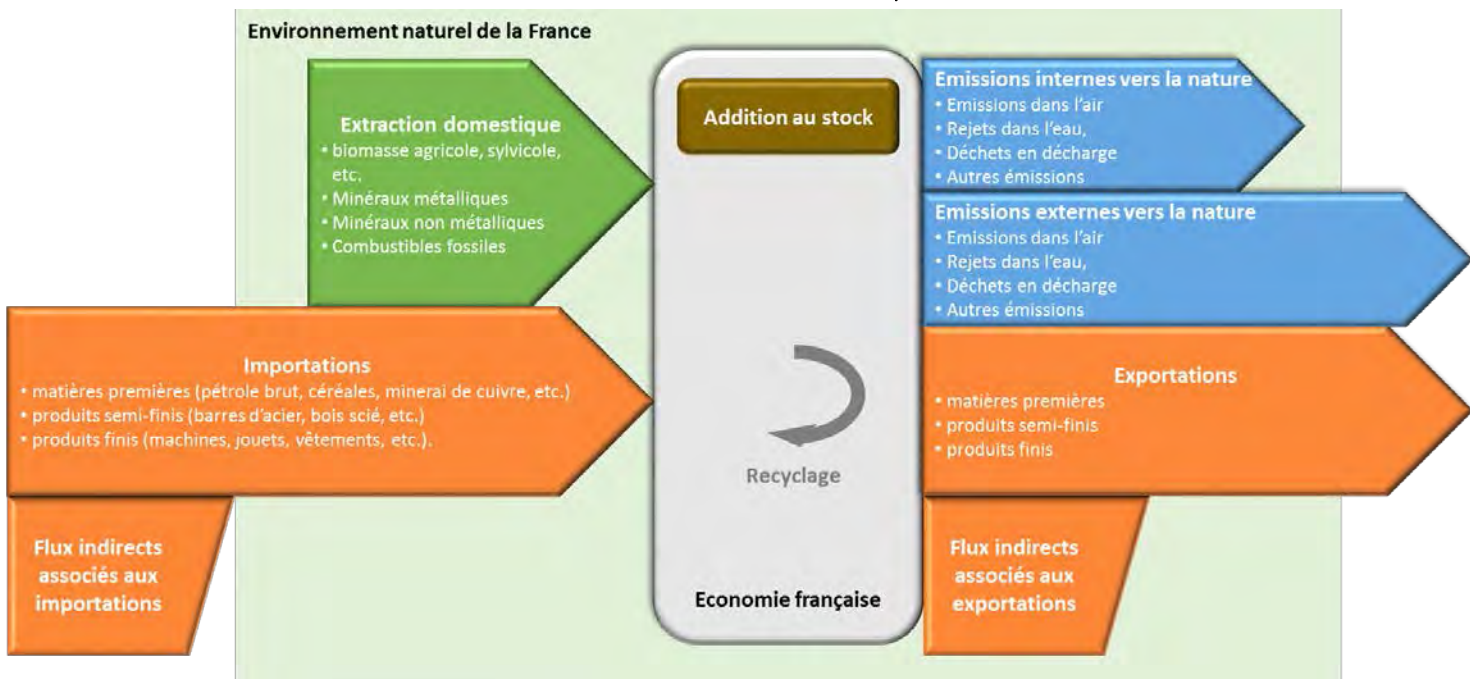 Environnement naturel de la France
Extraction domestique
• biomasse agricole, sylvicole,
etc.
• Minéraux métalliques
• Minéraux non métalliques
• Combustibles fossiles
Importations
• matières premières (pétrole brut, céréales, minerai de cuivre, etc.)
• produits semi-finis (barres d'acier, bois scié, etc.)
• produits finis (machines, jouets, vêtements, etc.).
Flux indirects
associés aux
importations
Addition au stock
Recyclage
Economie française
Emissions internes vers la nature
• Emissions dans l'air
• Rejets dans l'eau,
• Déchets en décharge
• Autres émissions
Emissions externes vers la nature
• Emissions dans l'air
• Rejets dans l'eau,
• Déchets en décharge
• Autres émissions
Exportations
• matières premières
• produits semi-finis
• produits finis
Flux indirects
associés aux
exportations